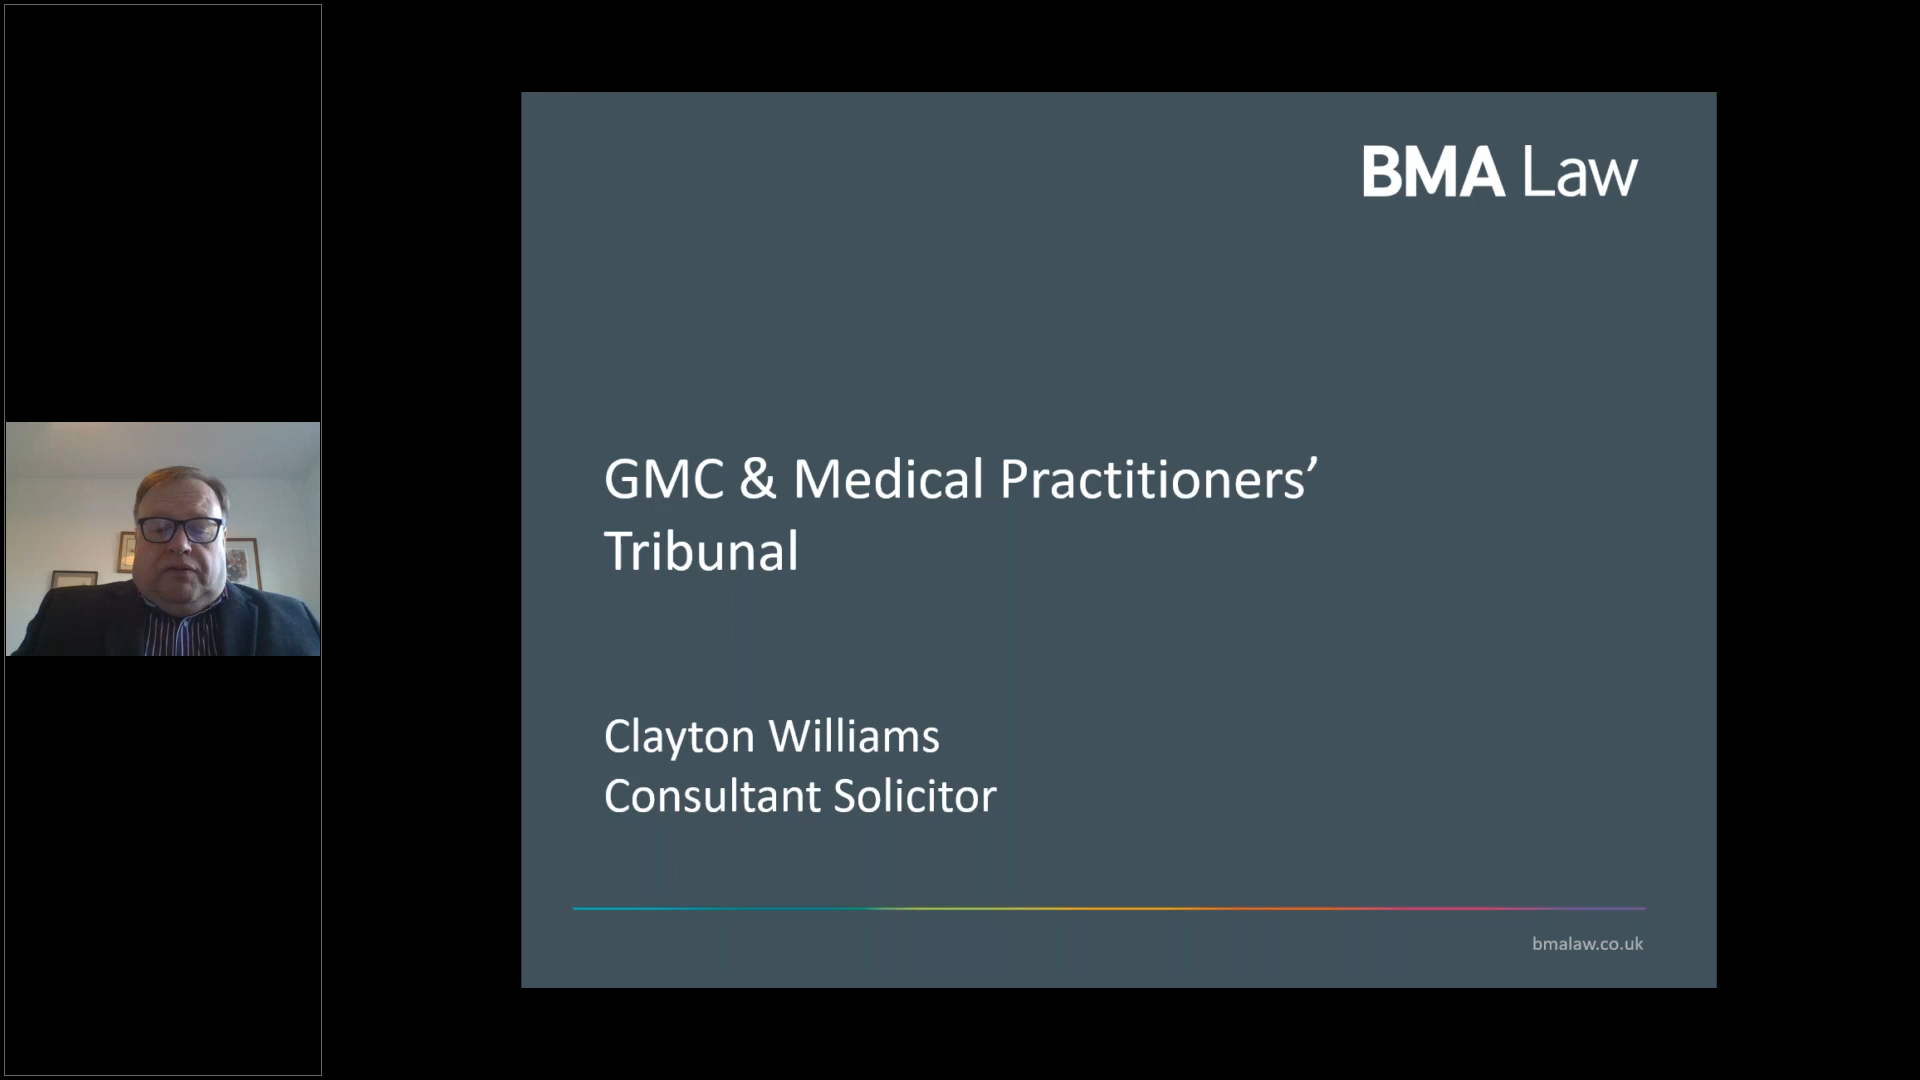 BMA Law
GMC & Medical Practitioners’
Tribunal
Clayton Williams
Consultant Solicitor
bmalaw.co.uk